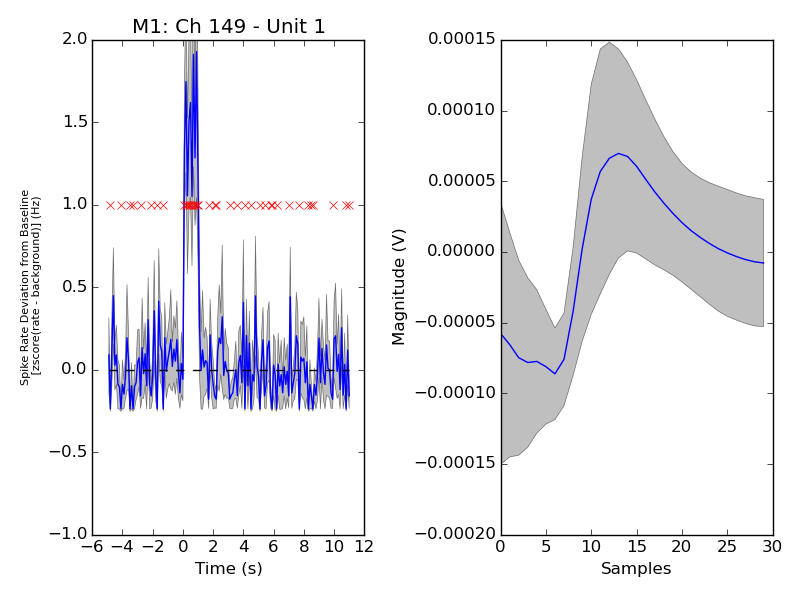 M1: Ch 149 - Unit 1
Spike Rate Deviation from Baseline
[zscore(rate - background)] (Hz)
2.0
1.5
1.0
0.5
0.0
−0.5
−1.0
−6 −4 −2 0 2 4 6 8 10 12
Time (s)
Magnitude (V)
0.00015
0.00010
0.00005
0.00000
−0.00005
−0.00010
−0.00015
−0.00020
0 5 10 15 20 25 30
Samples